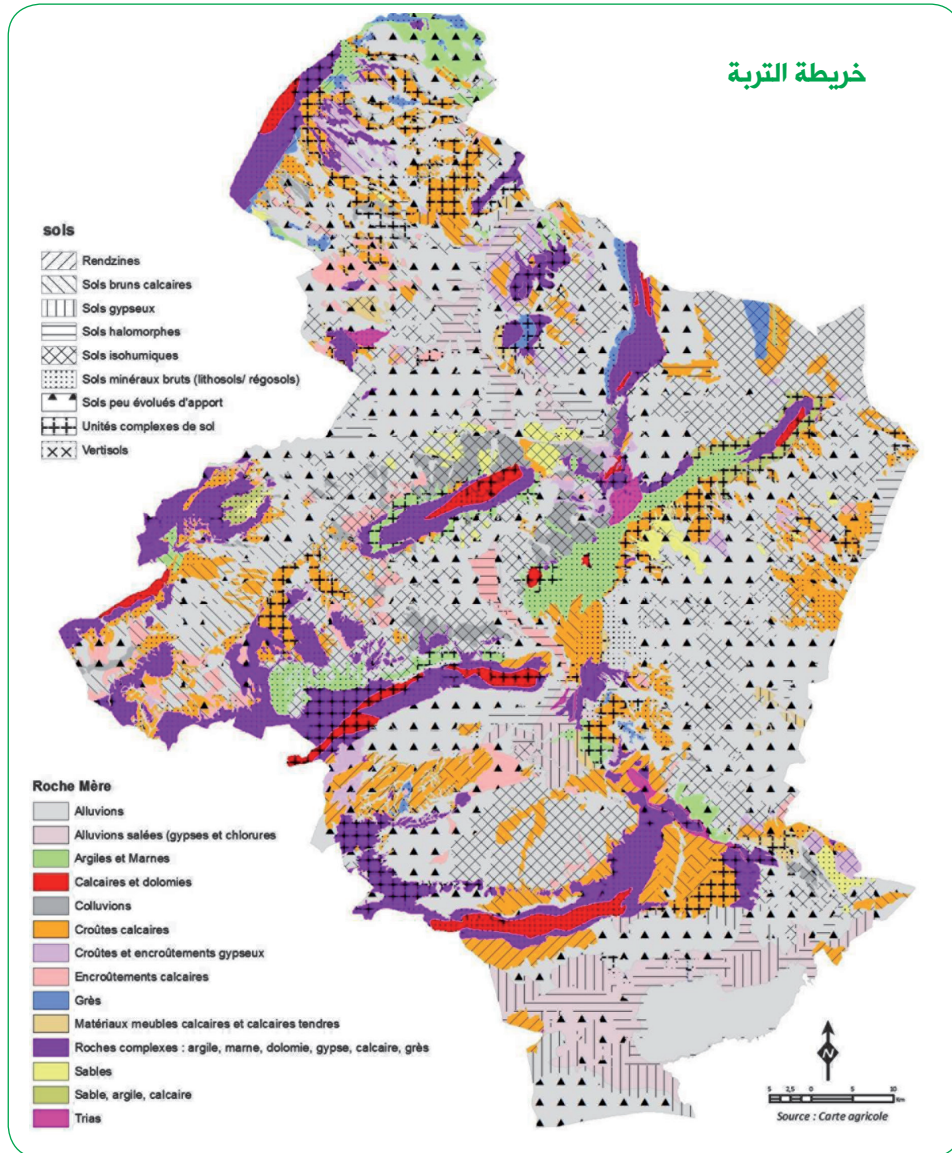 خريطة التربة
sols
Rendzines
Sols bruns calcaires
Sols gypseux
Sols halomorphes
Sols isohumiques
Sols minéraux bruts (lithosols/ régosols)
Sols peu évolués d'apport
Unités complexes de sol
Vertisols
Roche Mère
Alluvions
Alluvions salées (gypses et chlorures
Argiles et Marnes
Calcaires et dolomies
Colluvions
Croûtes calcaires
Croûtes et encroûtements gypseux
Encroûtements calcaires
Grès
Matériaux meubles calcaires et calcaires tendres
Roches complexes : argile, marne, dolomie, gypse, calcaire, grès
Sables
Sable, argile, calcaire
Trias
N
5 2,5 0 5 10
Km
Source : Carte agricole